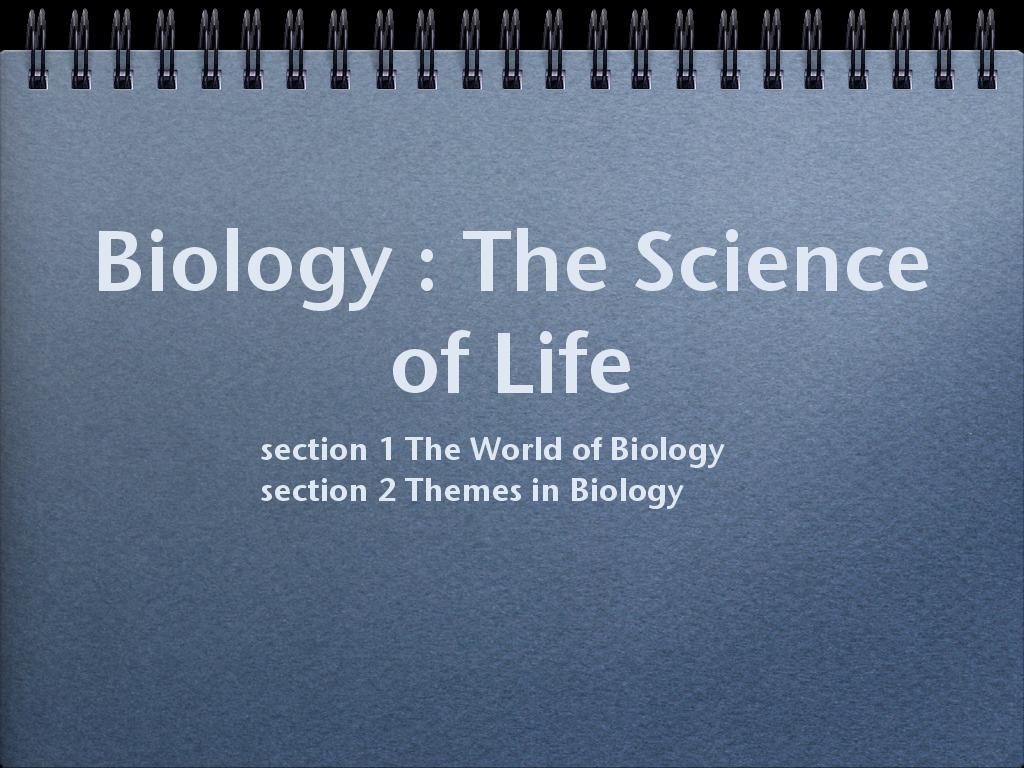 Biology : The Science
of Life
section 1 The World of Biology
section 2 Themes in Biology